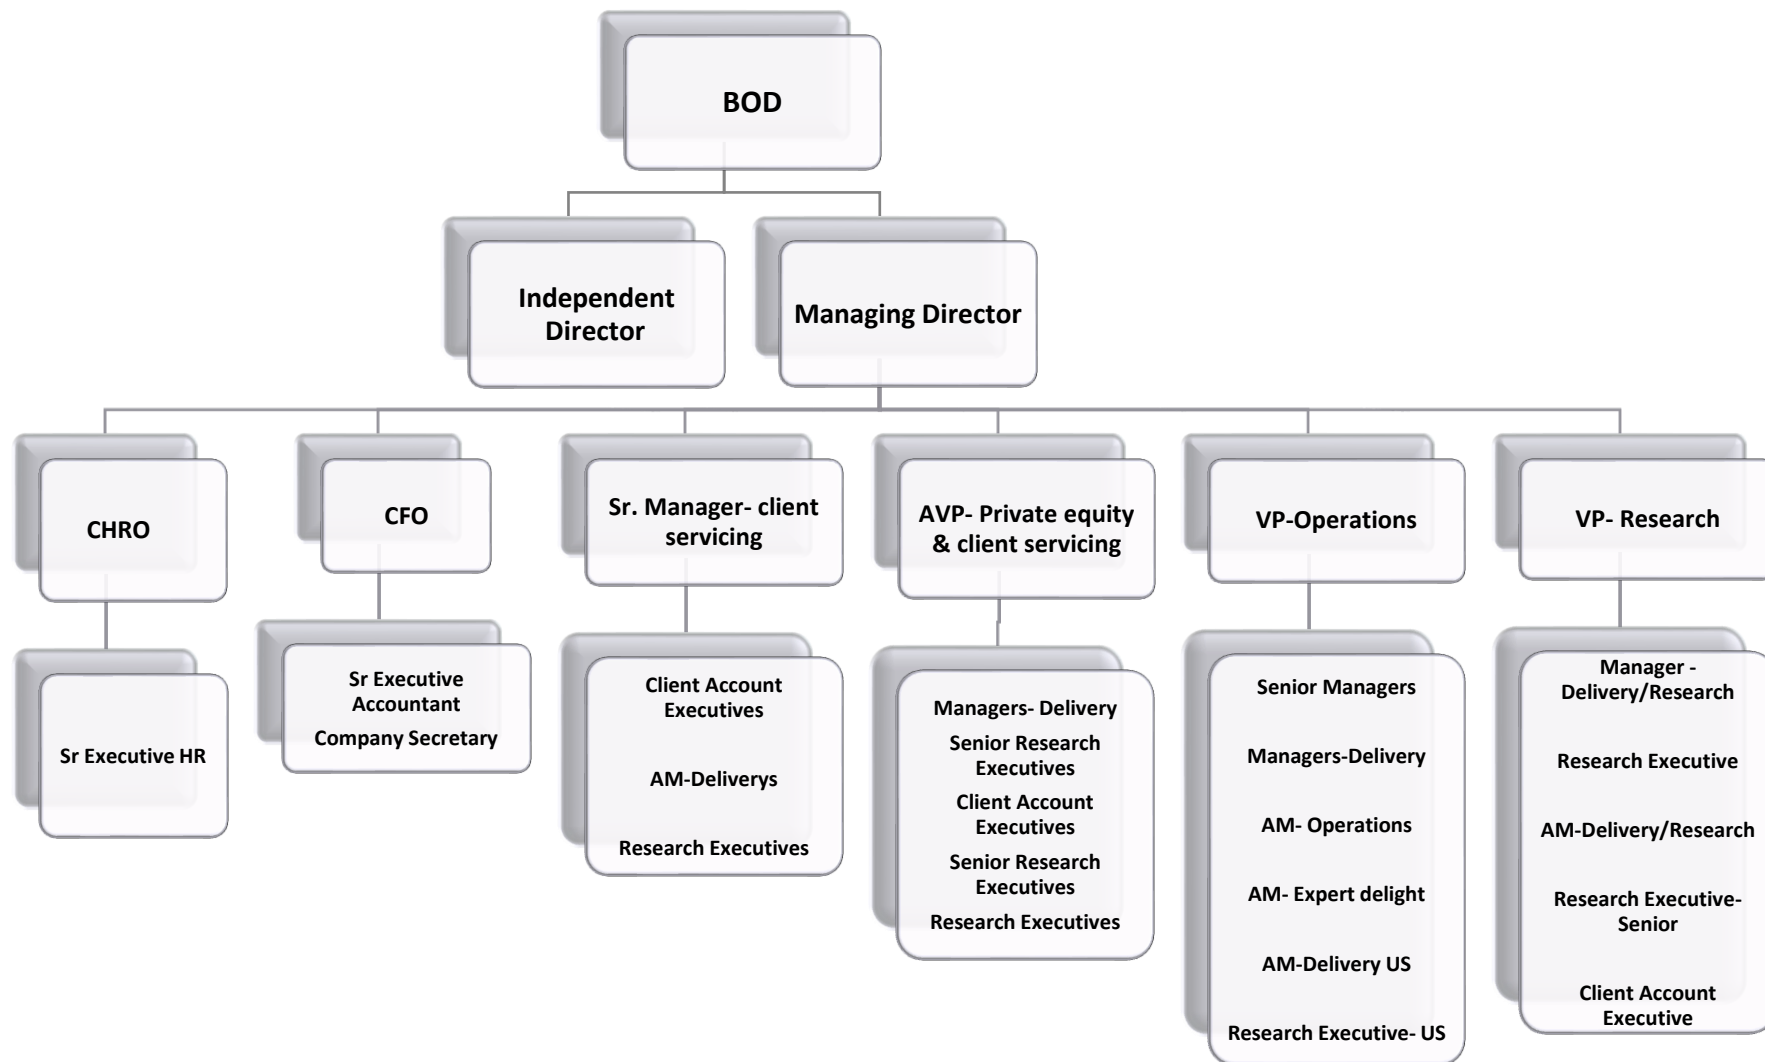 BOD
Independent
Director
Managing Director
CHRO
CFO
Sr. Manager- client
servicing
AVP- Private equity
& client servicing
VP-Operations
VP- Research
Sr Executive HR
Sr Executive
Accountant
Company Secretary
Client Account
Executives
AM-Deliverys
Research Executives
Managers- Delivery
Senior Research
Executives
Client Account
Executives
Senior Research
Executives
Research Executives
Senior Managers
Managers-Delivery
AM- Operations
AM- Expert delight
AM-Delivery US
Research Executive- US
Manager -
Delivery/Research
Research Executive
AM-Delivery/Research
Research Executive-
Senior
Client Account
Executive